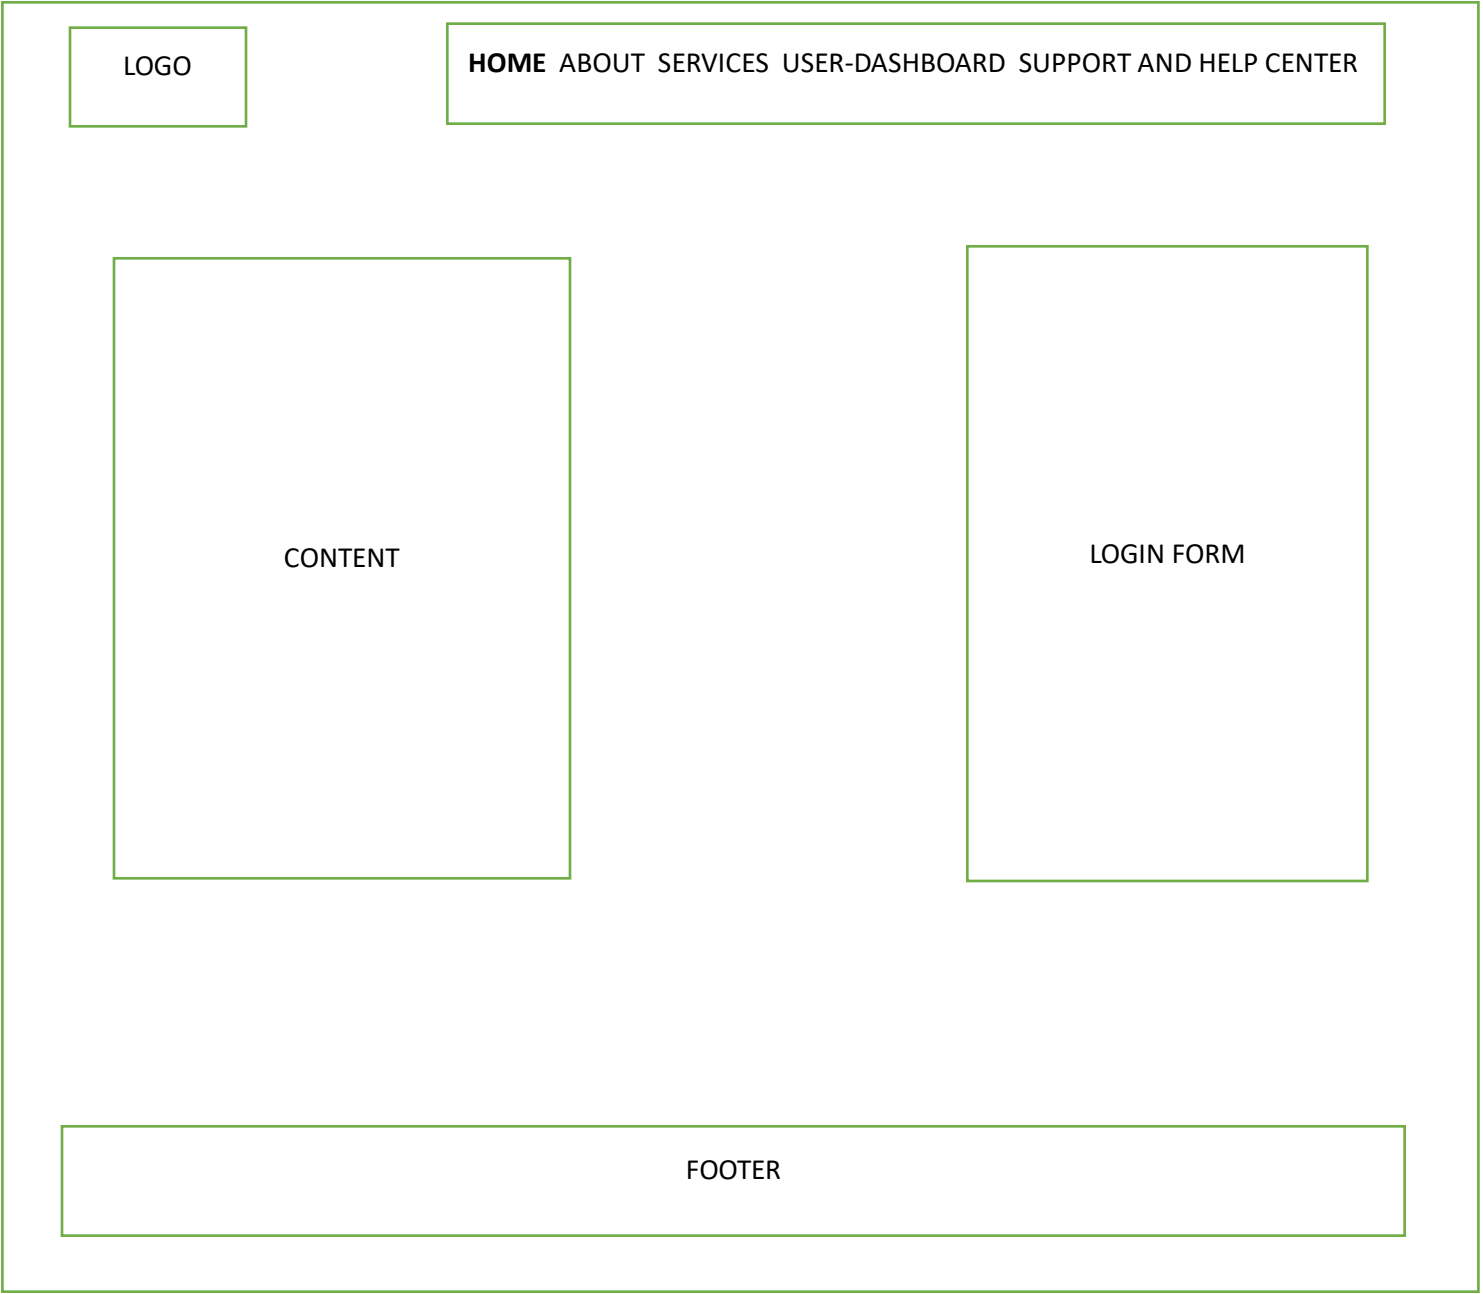 LOGO
HOME ABOUT SERVICES USER-DASHBOARD SUPPORT AND HELP CENTER
CONTENT
LOGIN FORM
FOOTER